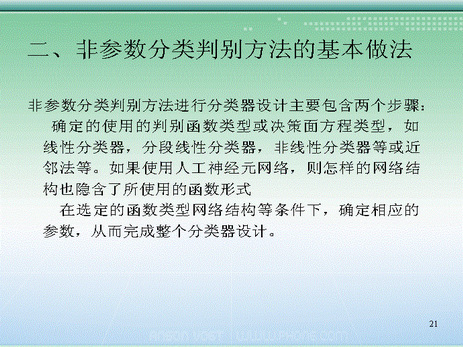 二、非参数分类判别方法的基本做法
非参数分类判别方法进行分类器设计主要包含两个步骤：
确定的使用的判别函数类型或决策面方程类型，如
线性分类器，分段线性分类器，非线性分类器等或近
邻法等。如果使用人工神经元网络，则怎样的网络结
构也隐含了所使用的函数形式
在选定的函数类型网络结构等条件下，确定相应的
参数，从而完成整个分类器设计。
21